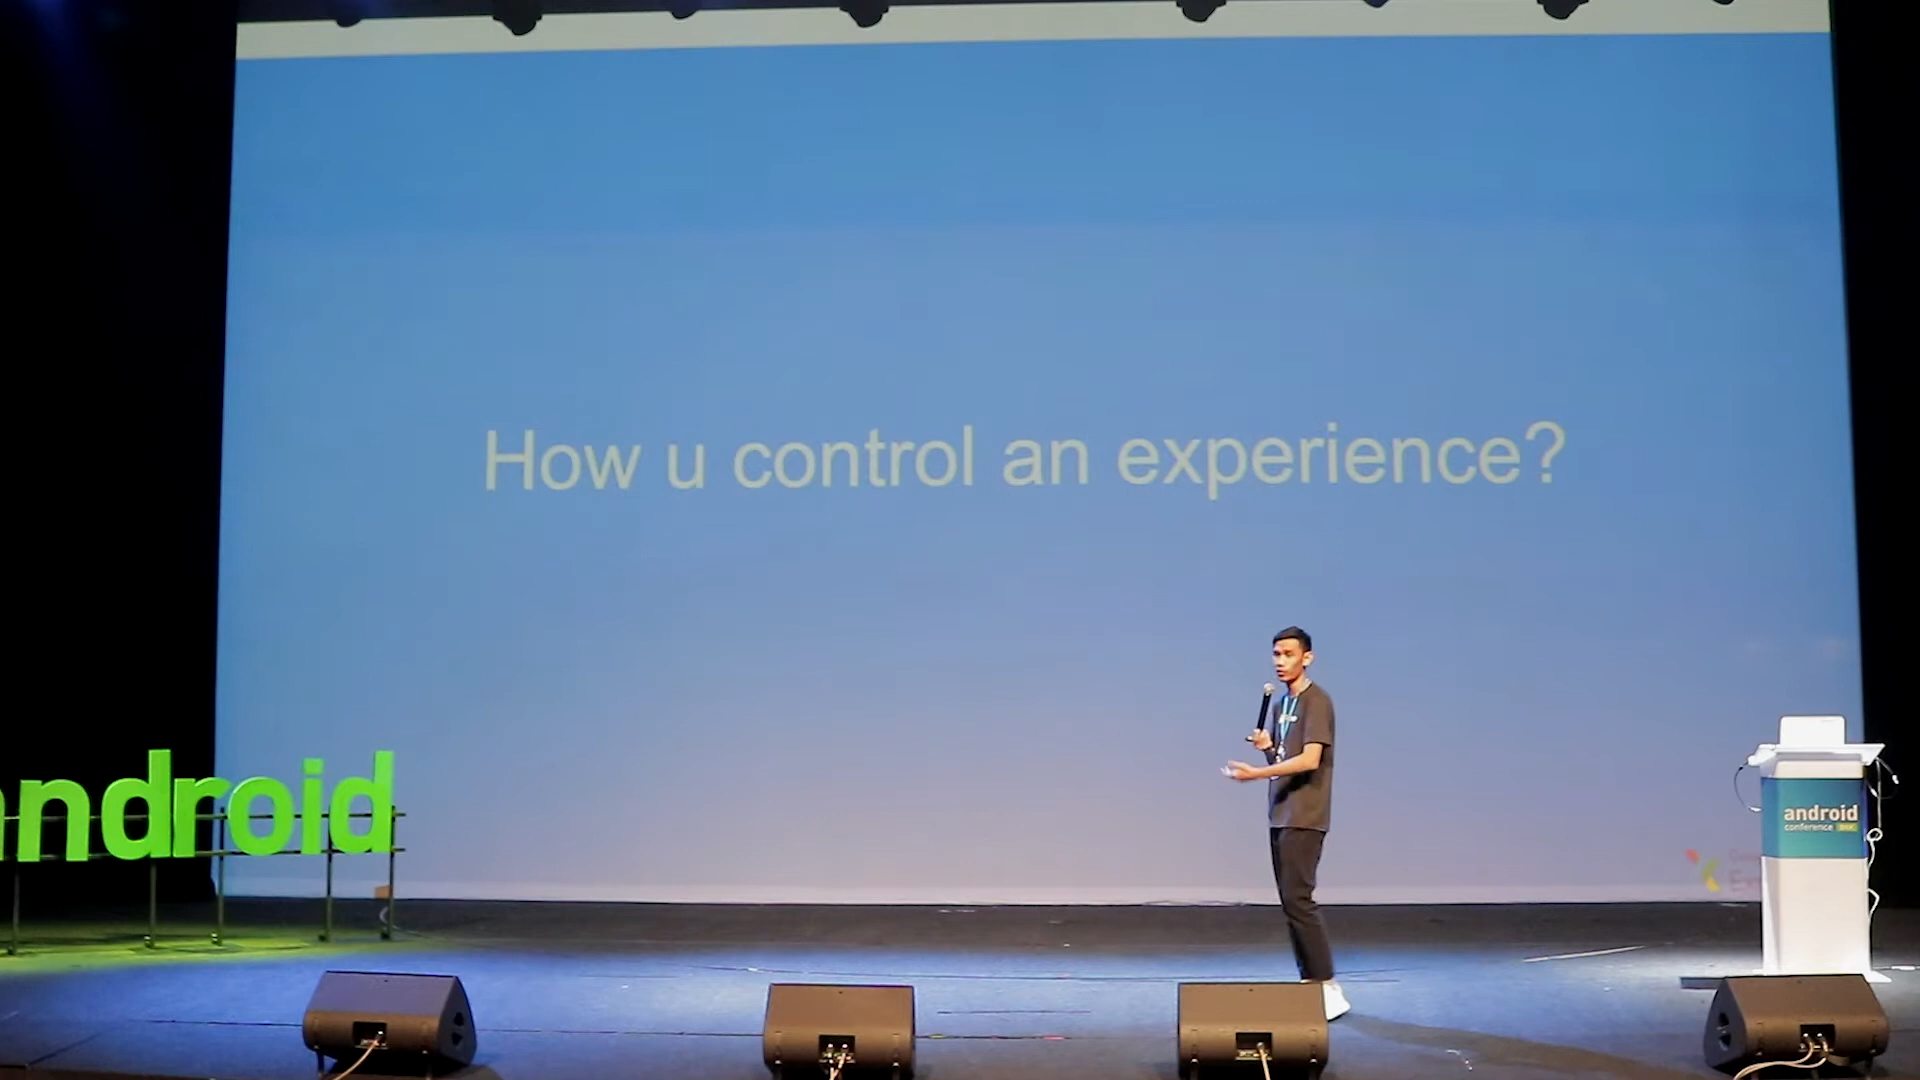 How u control an experience?
android
android
conference